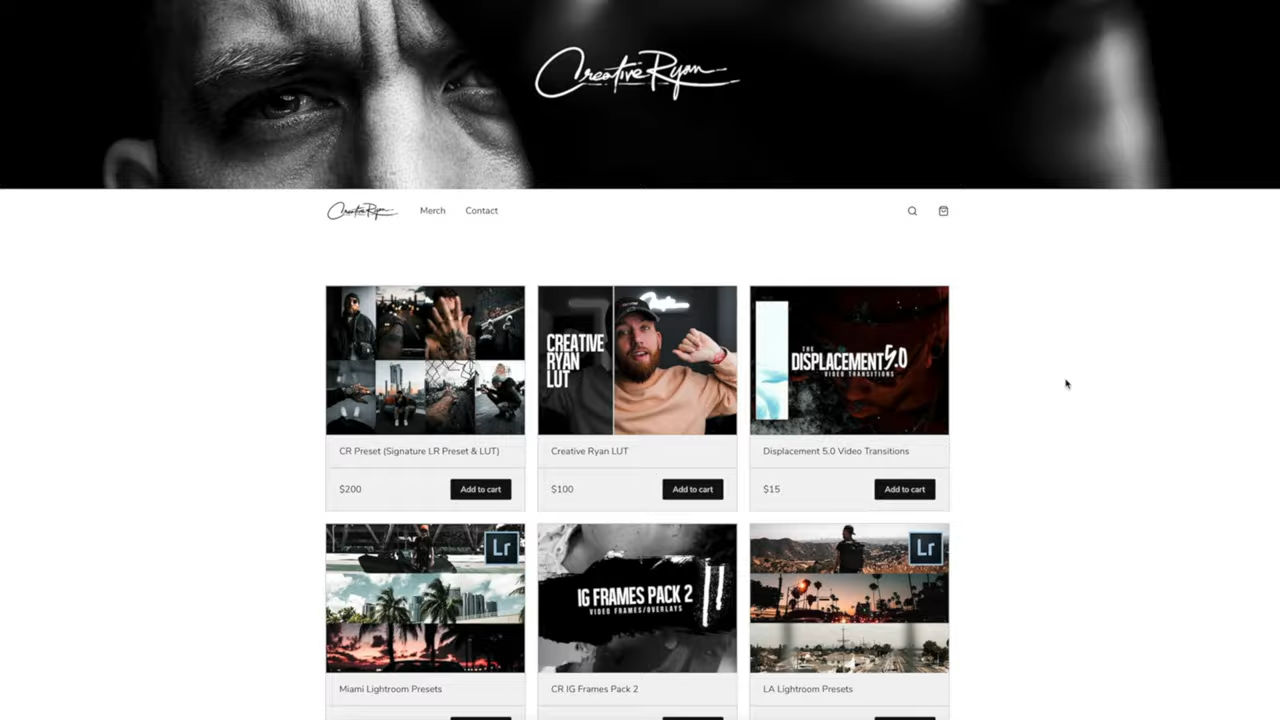 Creative Ryan
Creative Ryan
Merch
Contact
CREATIVE
RYAN
LUT
THE
DISPLACEMENT 5.0
VIDEO TRANSITIONS
CR Preset (Signature LR Preset & LUT)
Creative Ryan LUT
Displacement 5.0 Video Transitions
$200
Add to cart
$100
Add to cart
$15
Add to cart
Lr
IG FRAMES PACK 2
VIDEO FRAMES/OVERLAYS
Lr
Miami Lightroom Presets
CR IG Frames Pack 2
LA Lightroom Presets